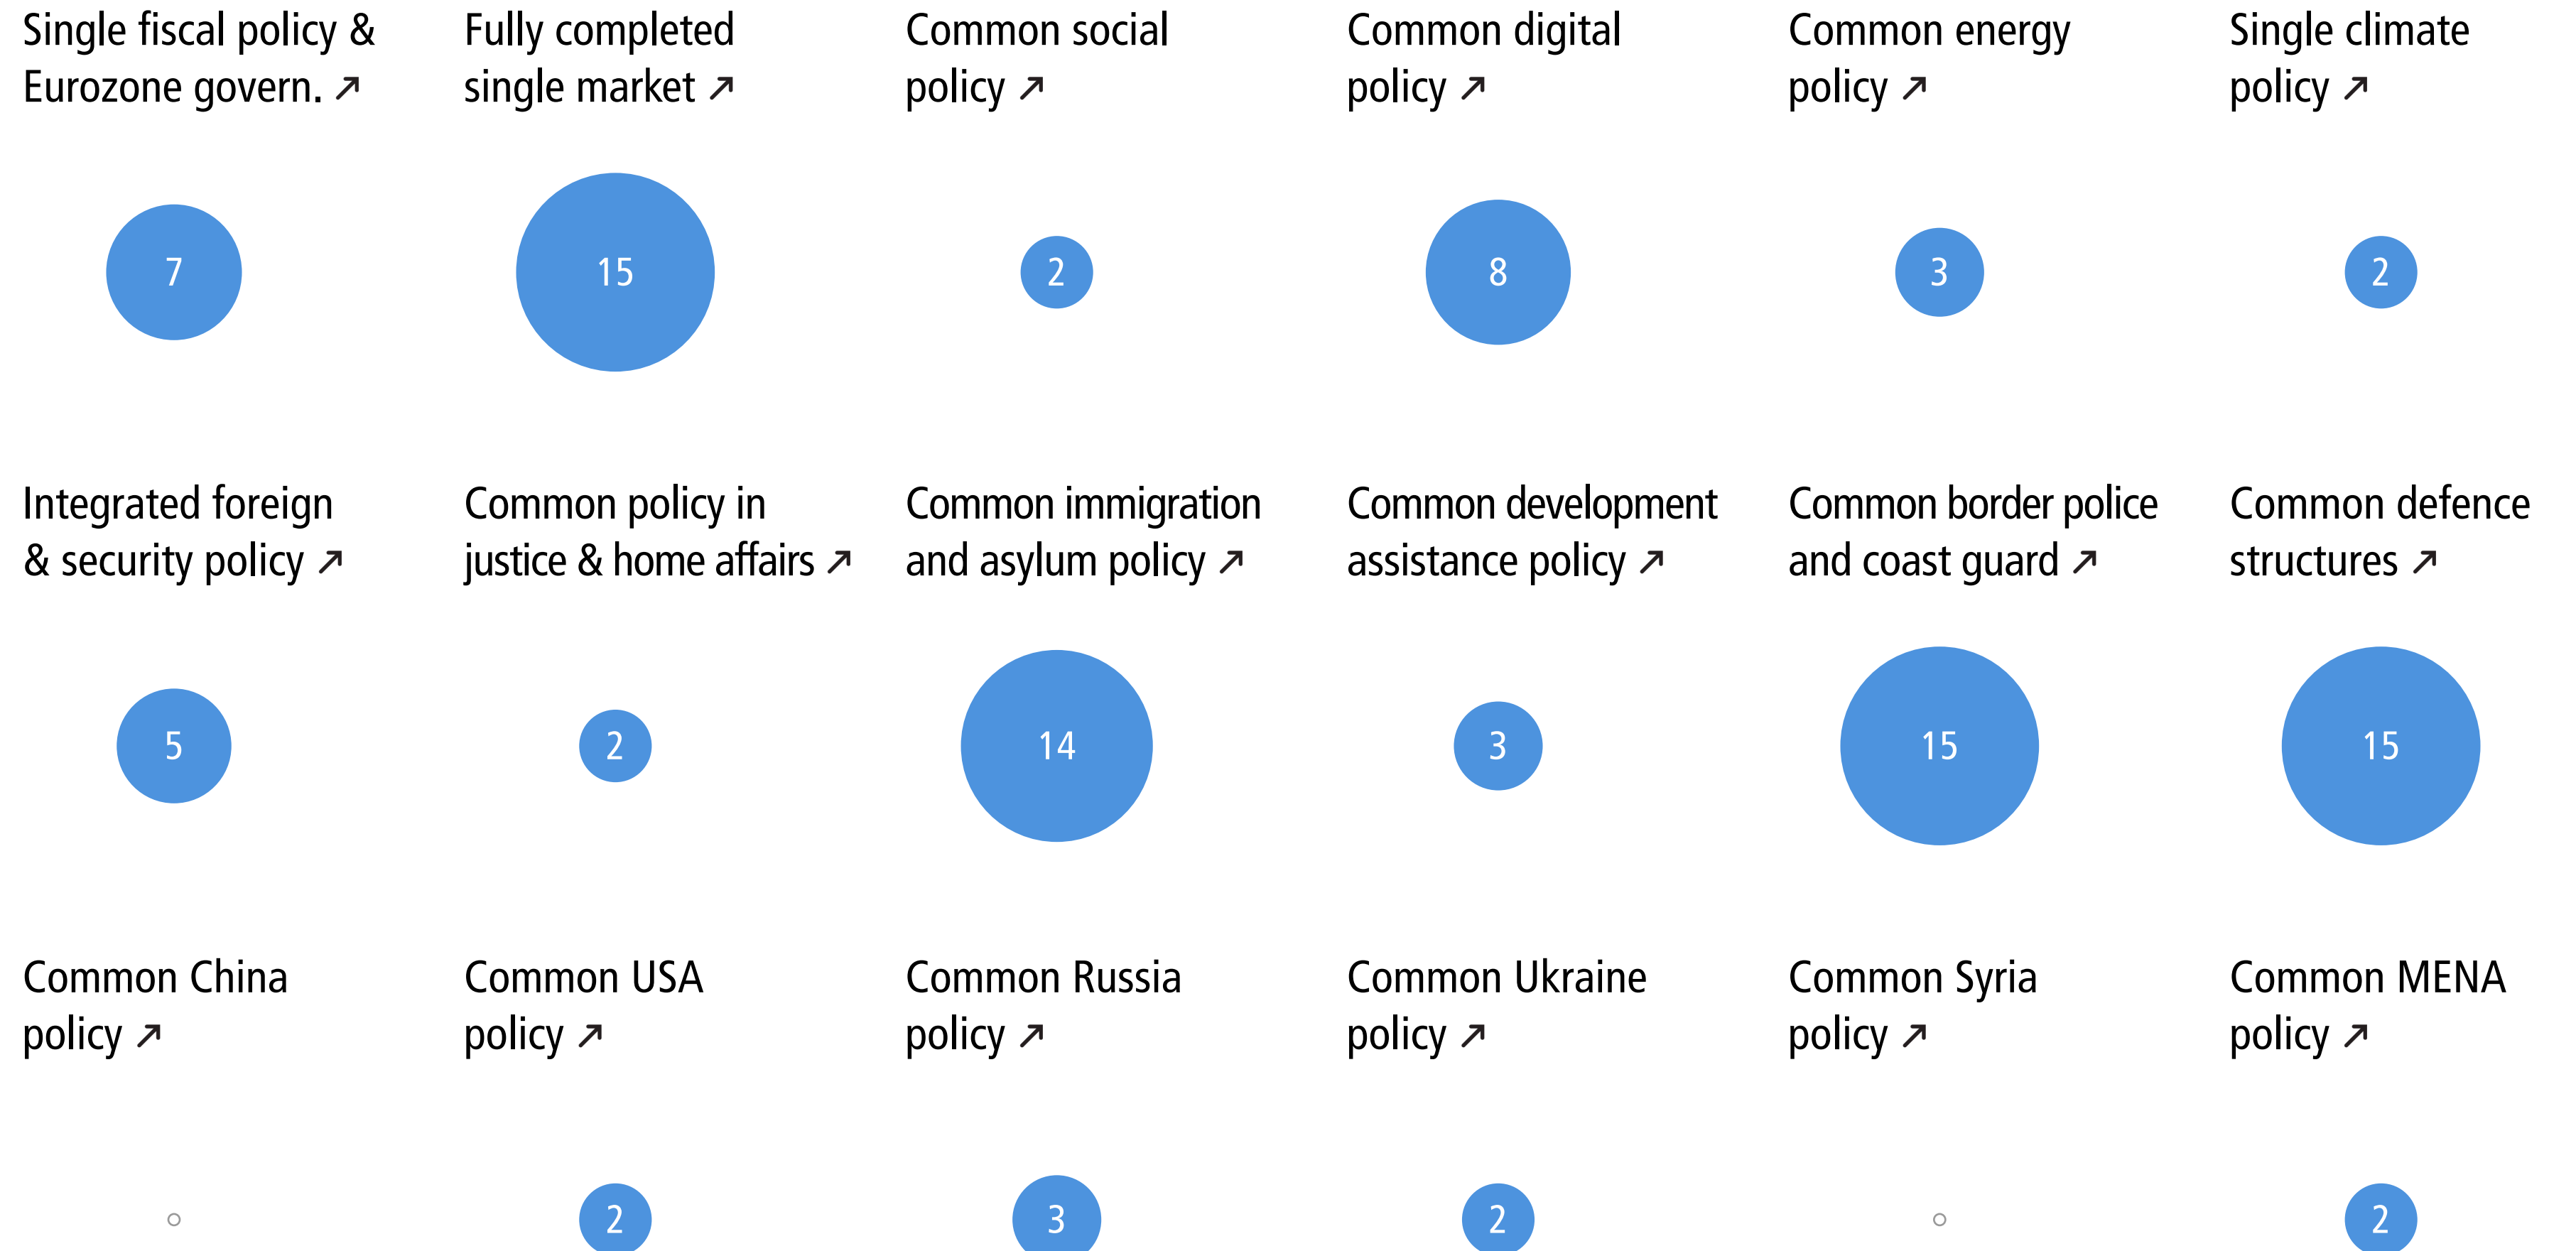 Single fiscal policy &
Eurozone govern. ↗
Fully completed
single market ↗
Common social
policy ↗
Common digital
policy ↗
Common energy
policy ↗
Single climate
policy ↗
7
15
2
8
3
2
Integrated foreign
& security policy ↗
Common policy in
justice & home affairs ↗
Common immigration
and asylum policy ↗
Common development
assistance policy ↗
Common border police
and coast guard ↗
Common defence
structures ↗
5
2
14
3
15
15
Common China
policy ↗
Common USA
policy ↗
Common Russia
policy ↗
Common Ukraine
policy ↗
Common Syria
policy ↗
Common MENA
policy ↗
2
3
2
2